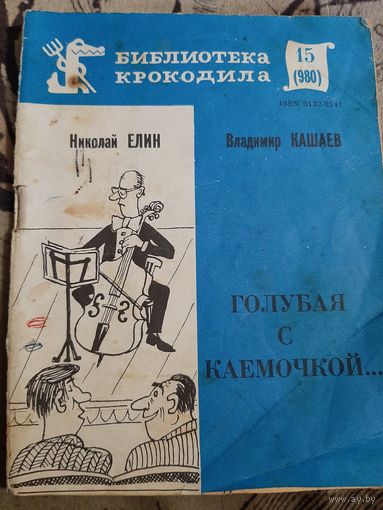 БИБЛИОТЕКА
КРОКОДИЛА
15
(980)
ISSN 0132-2141
Николай ЕЛИН
Владимир КАШАЕВ
ГОЛУБАЯ
С
КАЕМОЧКОЙ...
www.ay.by